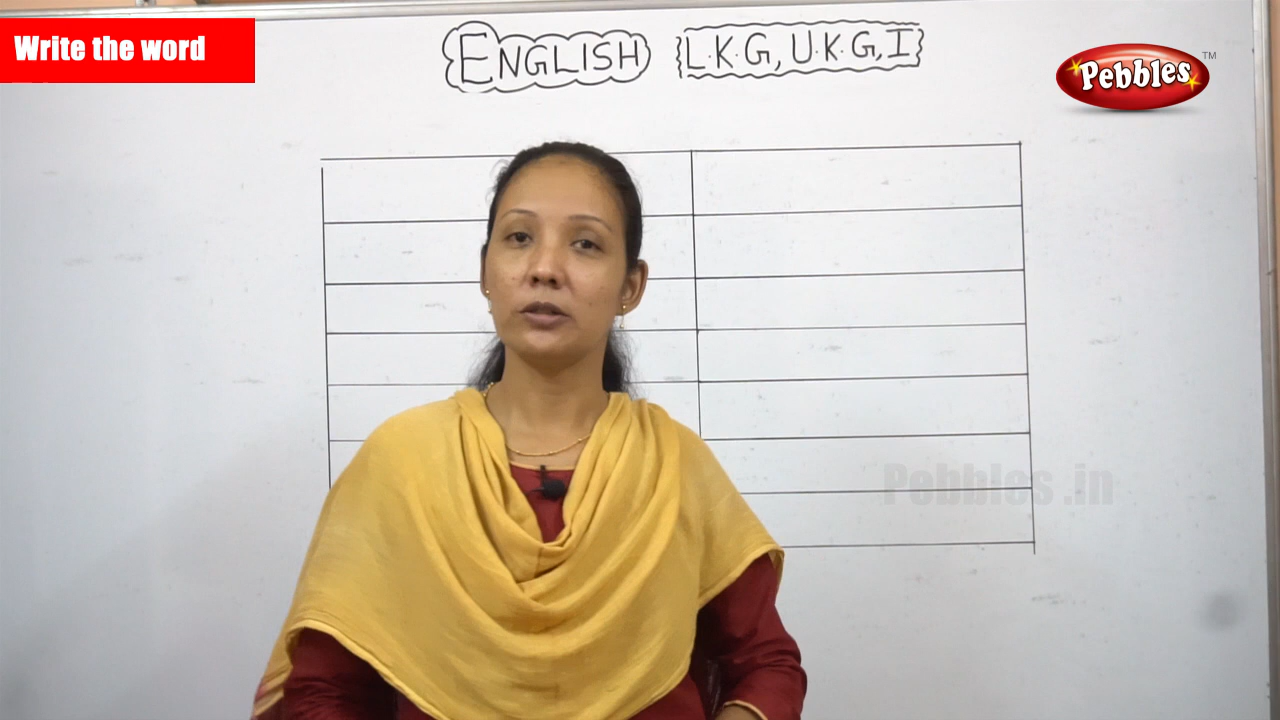 Write the word
ENGLISH L.K.G, U.K.G, I
Pebbles TM
Pebbles .in